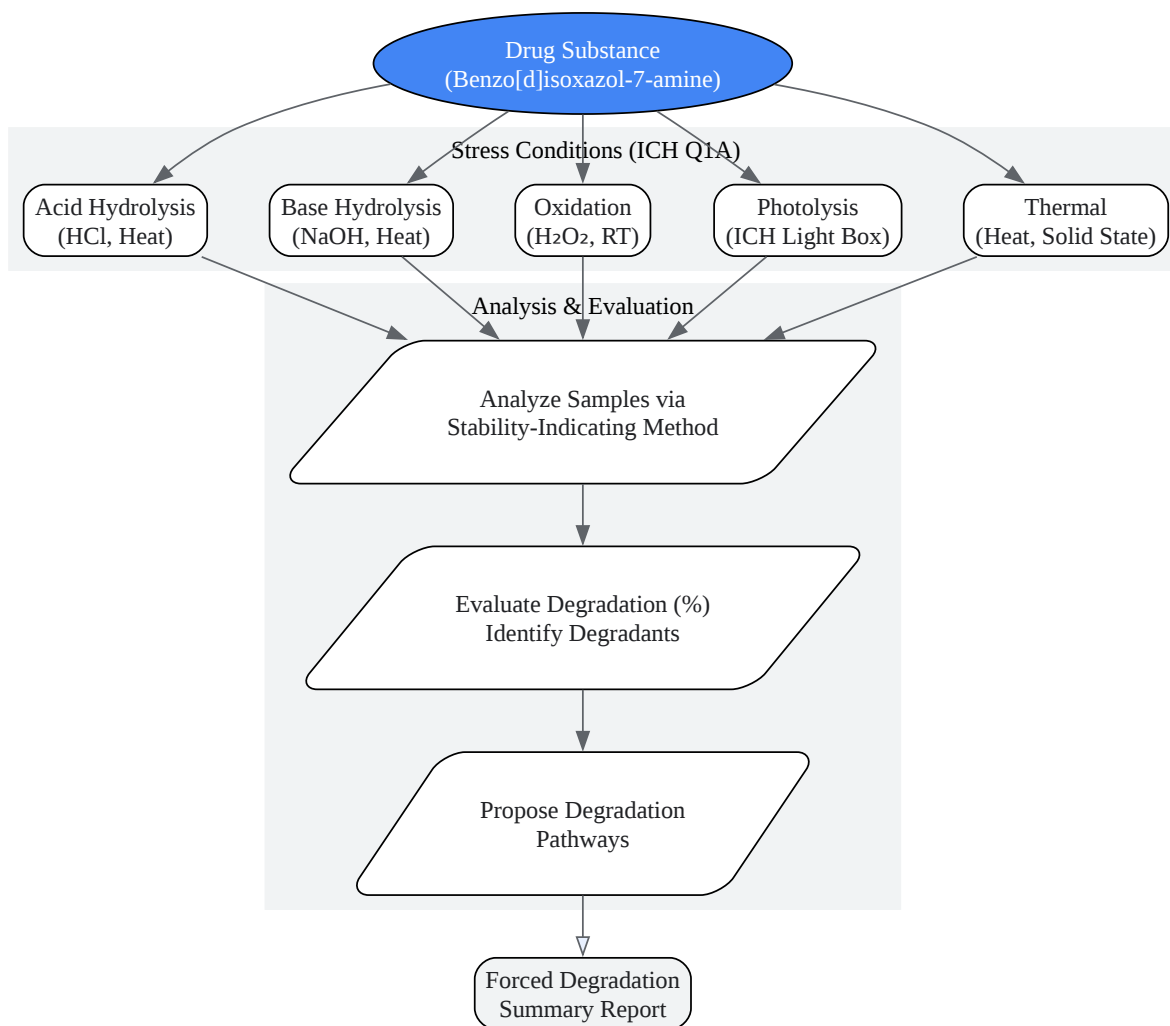 Drug Substance
(Benzo[d]isoxazol-7-amine)
Stress Conditions (ICH Q1A)
Acid Hydrolysis
(HCl, Heat)
Base Hydrolysis
(NaOH, Heat)
Oxidation
(H₂O₂, RT)
Photolysis
(ICH Light Box)
Thermal
(Heat, Solid State)
Analysis & Evaluation
Analyze Samples via
Stability-Indicating Method
Evaluate Degradation (%)
Identify Degradants
Propose Degradation
Pathways
Forced Degradation
Summary Report